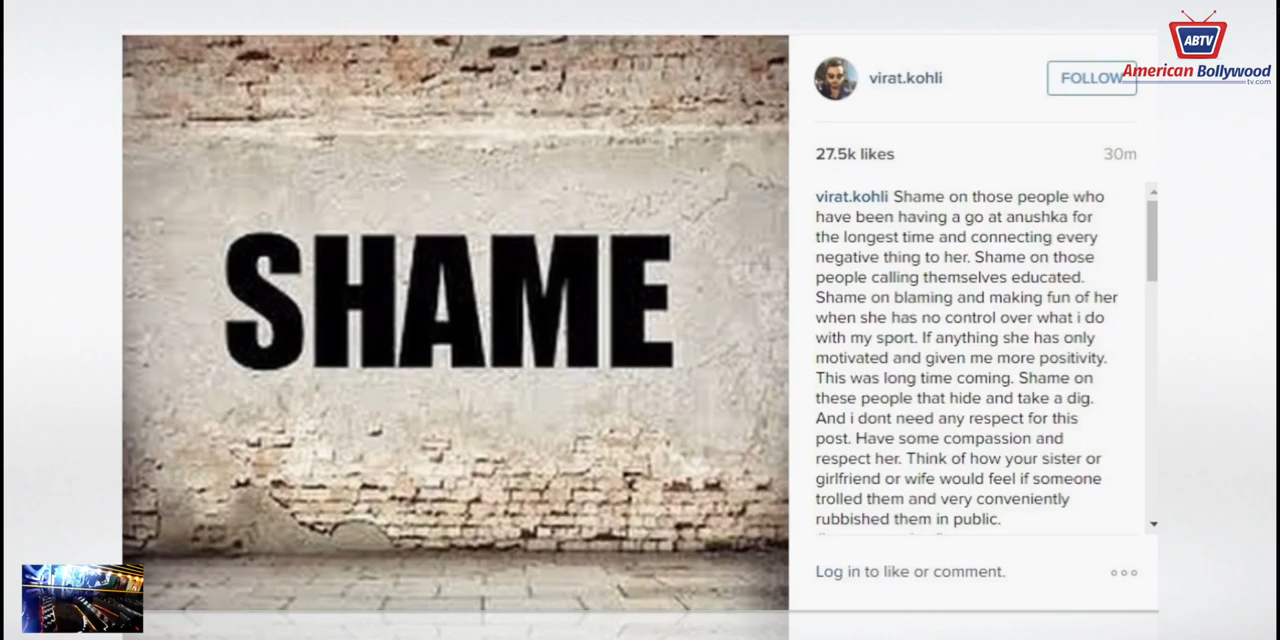 ABTV
American Bollywood
tv.com
SHAME
virat.kohli
FOLLOW
27.5k likes
30m
virat.kohli Shame on those people who
have been having a go at anushka for
the longest time and connecting every
negative thing to her. Shame on those
people calling themselves educated.
Shame on blaming and making fun of her
when she has no control over what i do
with my sport. If anything she has only
motivated and given me more positivity.
This was long time coming. Shame on
these people that hide and take a dig.
And i dont need any respect for this
post. Have some compassion and
respect her. Think of how your sister or
girlfriend or wife would feel if someone
trolled them and very conveniently
rubbished them in public.
Log in to like or comment.